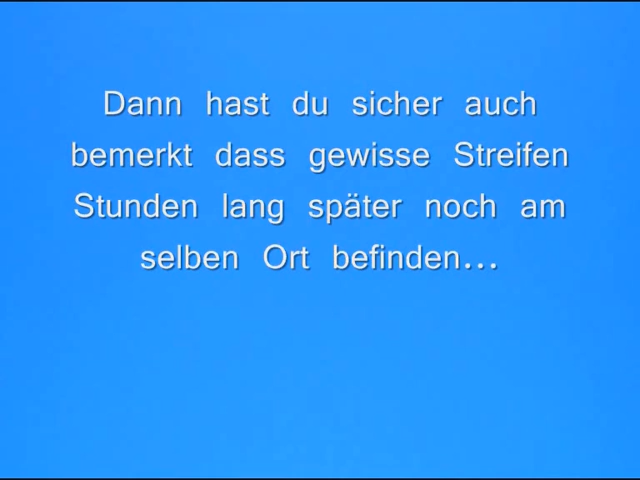 Dann hast du sicher auch
bemerkt dass gewisse Streifen
Stunden lang später noch am
selben Ort befinden...